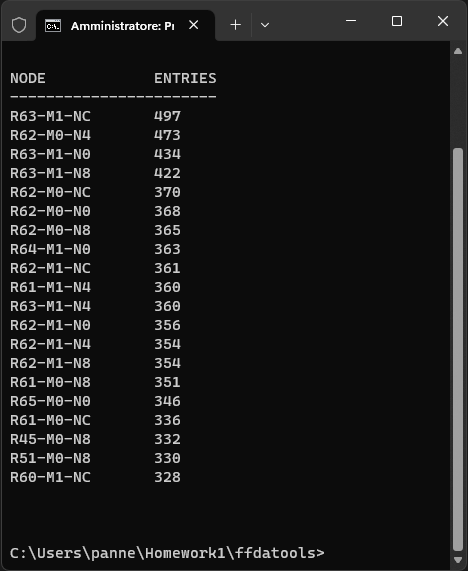 Amministratore: Pr
NODE ENTRIES
-----------------------
R63-M1-NC 497
R62-M0-N4 473
R63-M1-N0 434
R63-M1-N8 422
R62-M0-NC 370
R62-M0-N0 368
R62-M0-N8 365
R64-M1-N0 363
R62-M1-NC 361
R61-M1-N4 360
R63-M1-N4 360
R62-M1-N0 356
R62-M1-N4 354
R62-M1-N8 354
R61-M0-N8 351
R65-M0-N0 346
R61-M0-NC 336
R45-M0-N8 332
R51-M0-N8 330
R60-M1-NC 328
C:\Users\panne\Homework1\ffdatools>